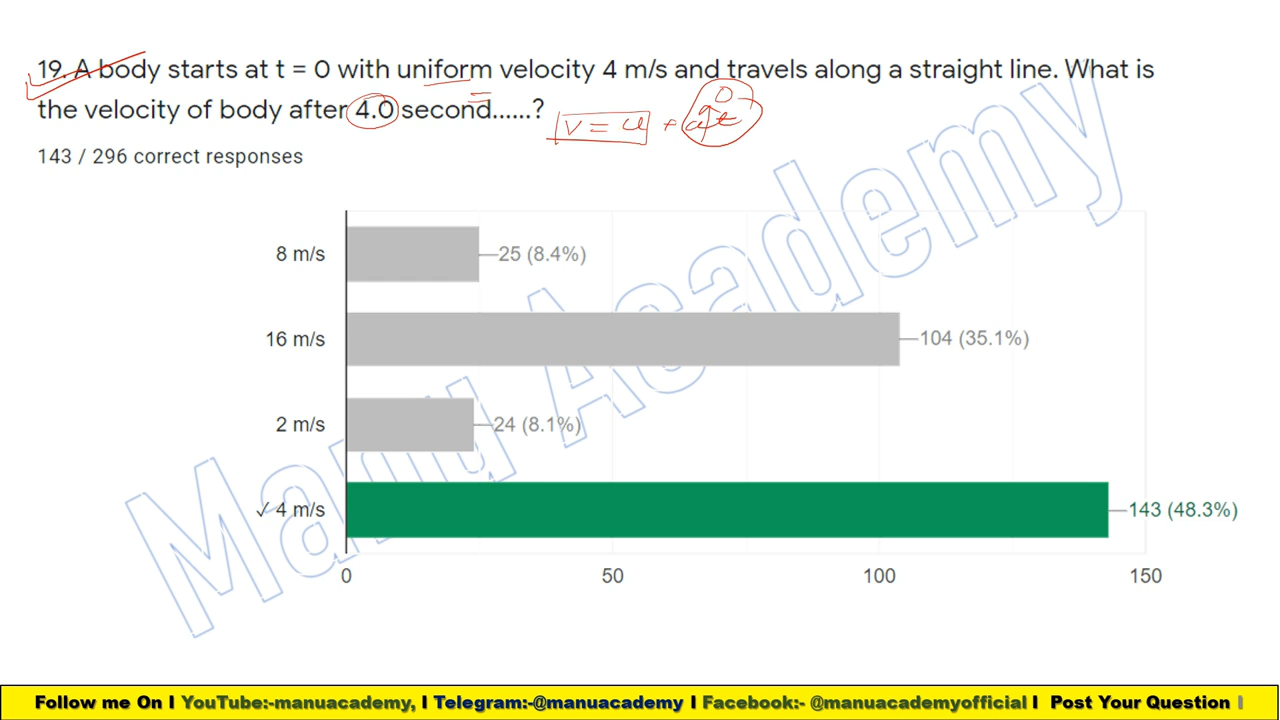 19. A body starts at t = 0 with uniform velocity 4 m/s and travels along a straight line. What is
the velocity of body after 4.0 second......?
v = u + at 0
143 / 296 correct responses
8 m/s 25 (8.4%)
16 m/s 104 (35.1%)
2 m/s 24 (8.1%)
✓ 4 m/s 143 (48.3%)
0 50 100 150
Manu Academy
Follow me On I YouTube:-manuacademy, I Telegram:-@manuacademy I Facebook:- @manuacademyofficial I Post Your Question I